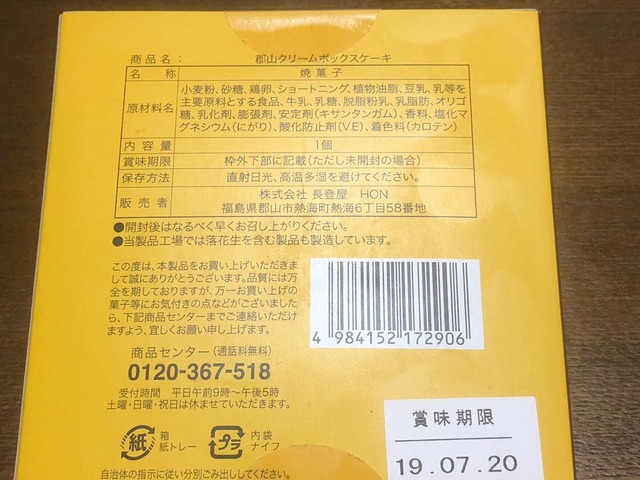 商品名： 郡山クリームボックスケーキ
名称 焼菓子
原材料名 小麦粉、砂糖、鶏卵、ショートニング、植物油脂、豆乳、乳等を
主要原料とする食品、牛乳、乳糖、脱脂粉乳、乳脂肪、オリゴ
糖、乳化剤、膨張剤、安定剤(キサンタンガム)、香料、塩化マ
グネシウム(にがり)、酸化防止剤(V.E)、着色料(カロテン)
内容量 1個
賞味期限 枠外下部に記載(ただし未開封の場合)
保存方法 直射日光、高温多湿を避けてください。
販売者 株式会社 長登屋 HON
福島県郡山市熱海町熱海6丁目58番地
●開封後はなるべく早くお召し上がりください。
●当製品工場では落花生を含む製品も製造しています。
この度は、本製品をお買い上げいただきま
して誠にありがとうございます。品質には万
全を期しておりますが、万一お買い上げの
菓子等にお気付きの点などがございました
ら、下記商品センターまでご連絡いただけ
ますよう、宜しくお願い申し上げます。
4 984152 172906
商品センター(通話料無料)
0120-367-518
受付時間 平日午前9時〜午後5時
土曜・日曜・祝日は休ませていただきます。
紙 箱
紙トレー
プラ 内袋
ナイフ
自治体の指示に従い分別ごみ出ししてください。
賞味期限
19.07.20